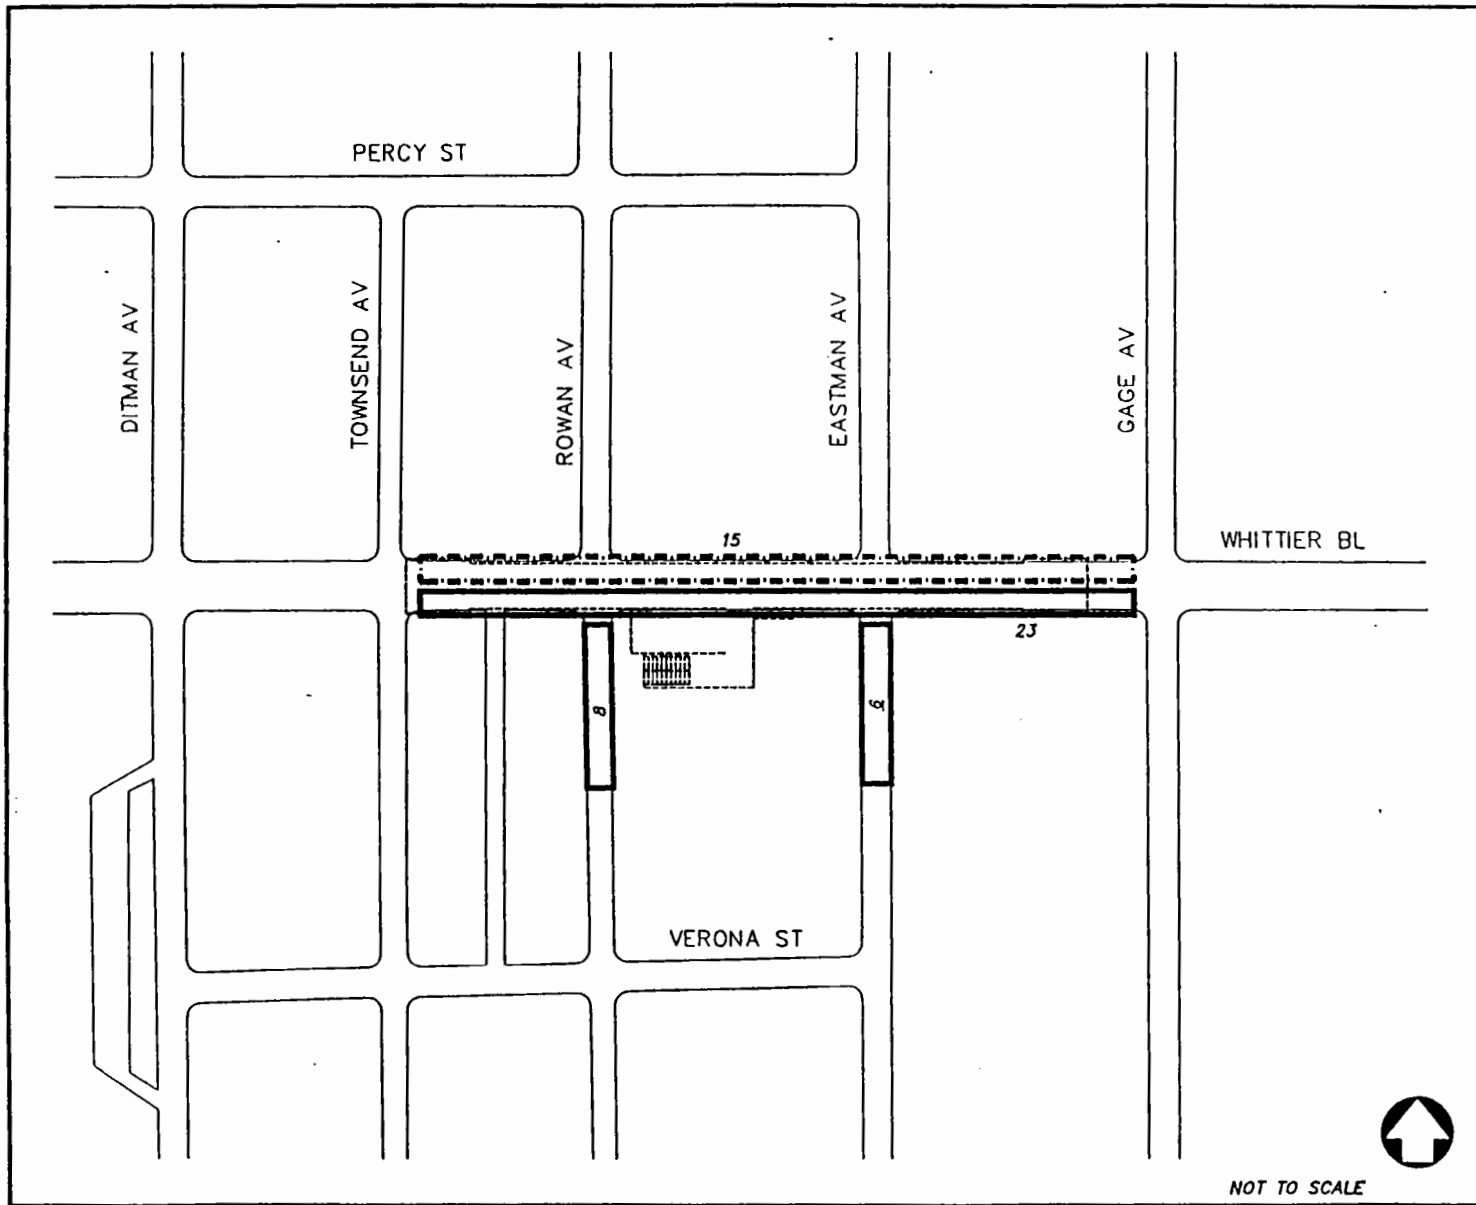 PERCY ST
DITMAN AV
TOWNSEND AV
ROWAN AV
EASTMAN AV
GAGE AV
15
WHITTIER BL
23
8
6
VERONA ST
NOT TO SCALE